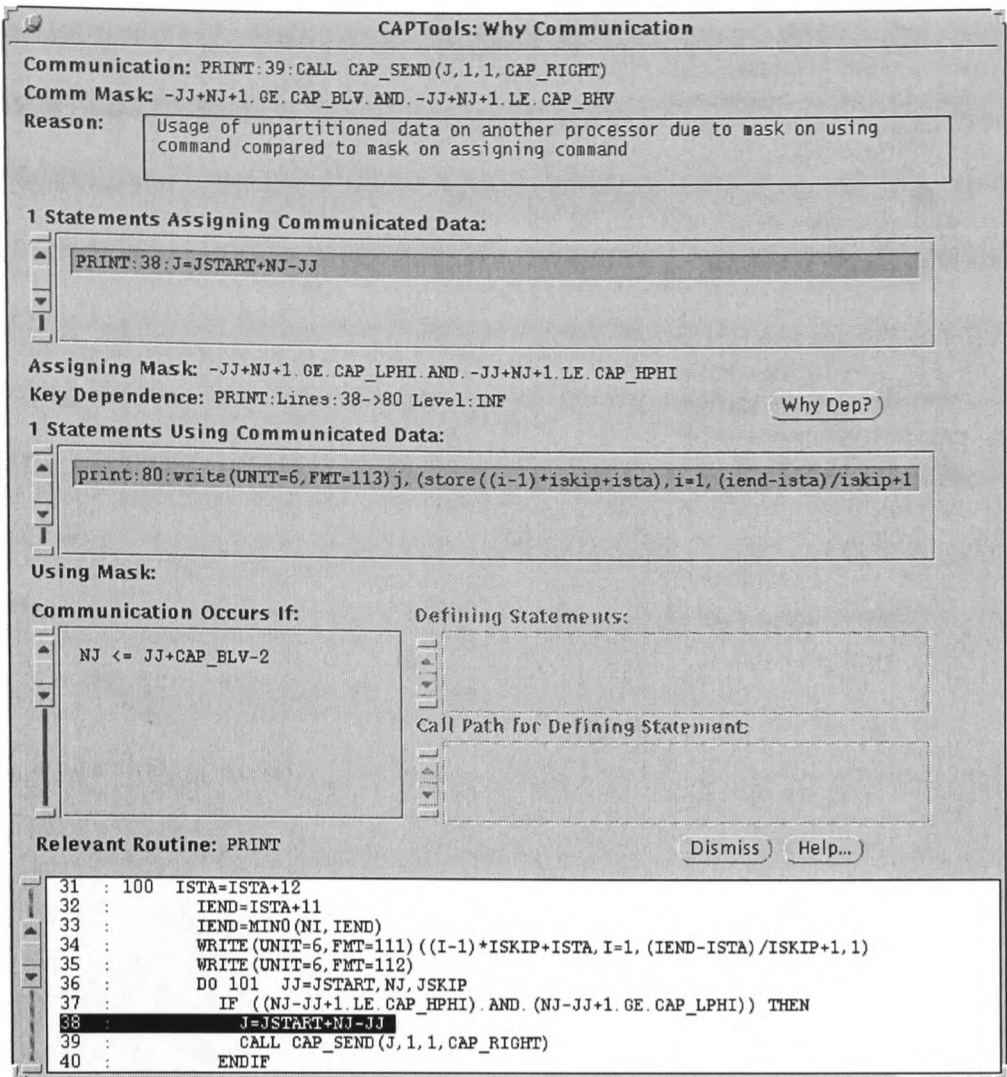 CAPTools: Why Communication
Communication: PRINT:39:CALL CAP_SEND(J,1,1,CAP_RIGHT)
Comm Mask: -JJ+NJ+1.GE.CAP_BLV.AND.-JJ+NJ+1.LE.CAP_BHV
Reason: Usage of unpartitioned data on another processor due to mask on using
command compared to mask on assigning command
1 Statements Assigning Communicated Data:
PRINT:38:J=JSTART+NJ-JJ
Assigning Mask: -JJ+NJ+1.GE.CAP_LPHI.AND.-JJ+NJ+1.LE.CAP_HPHI
Key Dependence: PRINT:Lines:38->80 Level:INF
Why Dep?
1 Statements Using Communicated Data:
print:80:write(UNIT=6,FMT=113)j,(store((i-1)*iskip+ista),i=1,(iend-ista)/iskip+1
Using Mask:
Communication Occurs If:
NJ <= JJ+CAP_BLV-2
Defining Statements:
Call Path for Defining Statement:
Relevant Routine: PRINT
Dismiss Help...
31 : 100 ISTA=ISTA+12
32 : IEND=ISTA+11
33 : IEND=MIN0(NI,IEND)
34 : WRITE(UNIT=6,FMT=111)((I-1)*ISKIP+ISTA,I=1,(IEND-ISTA)/ISKIP+1,1)
35 : WRITE(UNIT=6,FMT=112)
36 : DO 101 JJ=JSTART,NJ,JSKIP
37 : IF ((NJ-JJ+1.LE.CAP_HPHI).AND.(NJ-JJ+1.GE.CAP_LPHI)) THEN
38 : J=JSTART+NJ-JJ
39 : CALL CAP_SEND(J,1,1,CAP_RIGHT)
40 : ENDIF